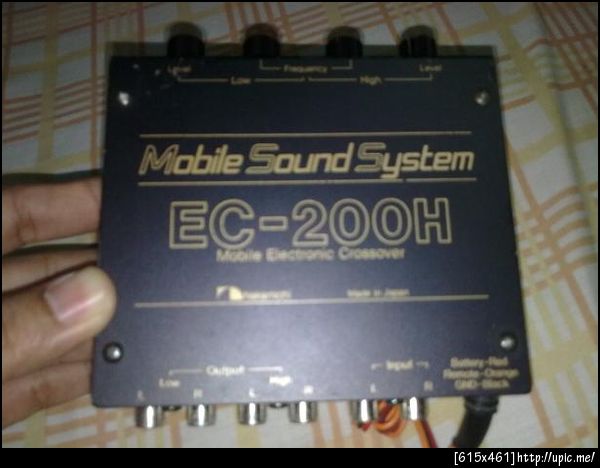 Level Frequency Level
Low High
Mobile Sound System
EC-200H
Mobile Electronic Crossover
Nakamichi Made in Japan
Output Input
Low High
L R L R L R
Battery-Red
Remote-Orange
GND-Black
[615x461]http://upic.me/